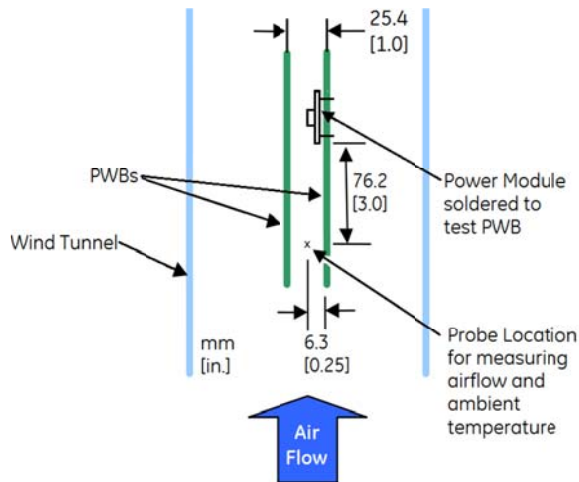 25.4
[1.0]
PWBs
76.2
[3.0]
Power Module
soldered to
test PWB
Wind Tunnel
x
mm
[in.]
6.3
[0.25]
Probe Location
for measuring
airflow and
ambient
temperature
Air
Flow